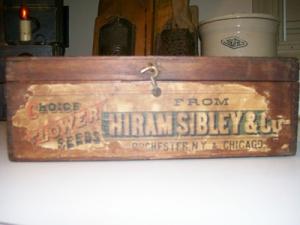 CHOICE
FLOWER
SEEDS
FROM
HIRAM SIBLEY & Co
ROCHESTER, N.Y. & CHICAGO.